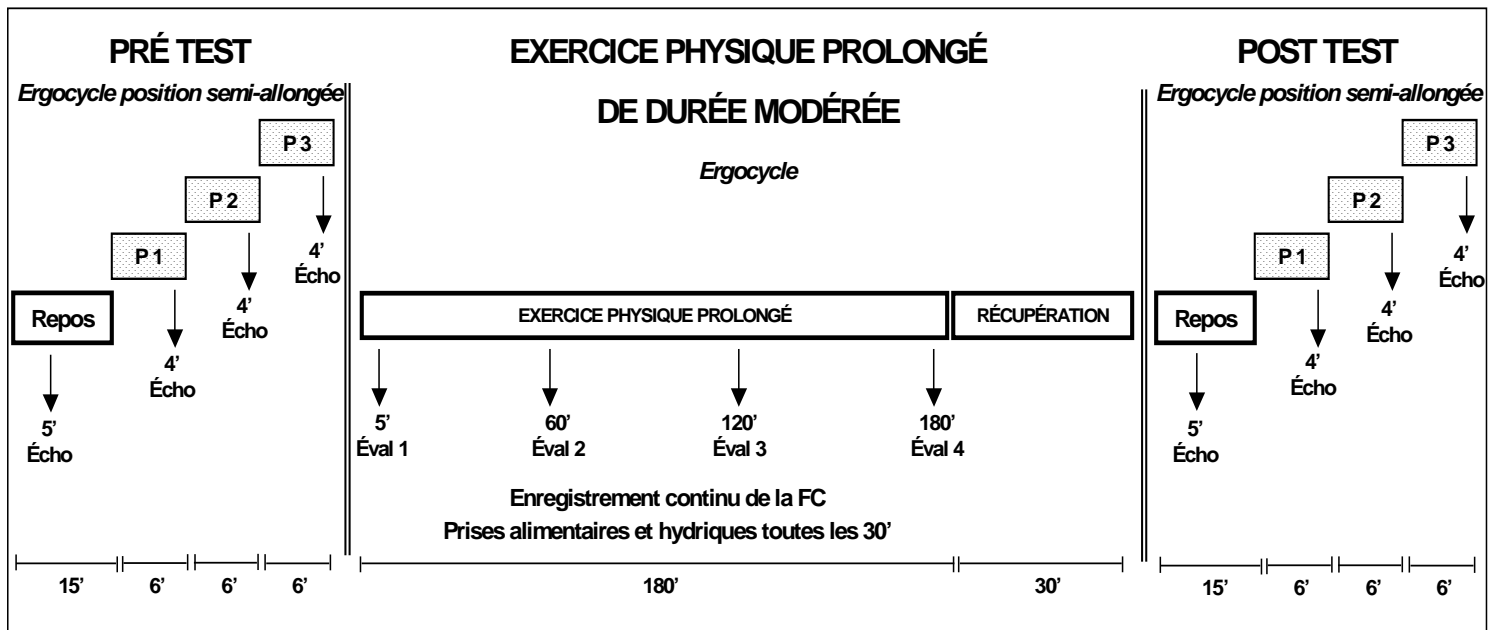 PRÉ TEST
Ergocycle position semi-allongée
P 3
P 2
P 1
Repos
4’
Écho
4’
Écho
4’
Écho
5’
Écho
15’
6’
6’
6’
EXERCICE PHYSIQUE PROLONGÉ
DE DURÉE MODÉRÉE
Ergocycle
EXERCICE PHYSIQUE PROLONGÉ
RÉCUPÉRATION
5’
Éval 1
60’
Éval 2
120’
Éval 3
180’
Éval 4
Enregistrement continu de la FC
Prises alimentaires et hydriques toutes les 30’
180’
30’
POST TEST
Ergocycle position semi-allongée
P 3
P 2
P 1
Repos
4’
Écho
4’
Écho
4’
Écho
5’
Écho
15’
6’
6’
6’